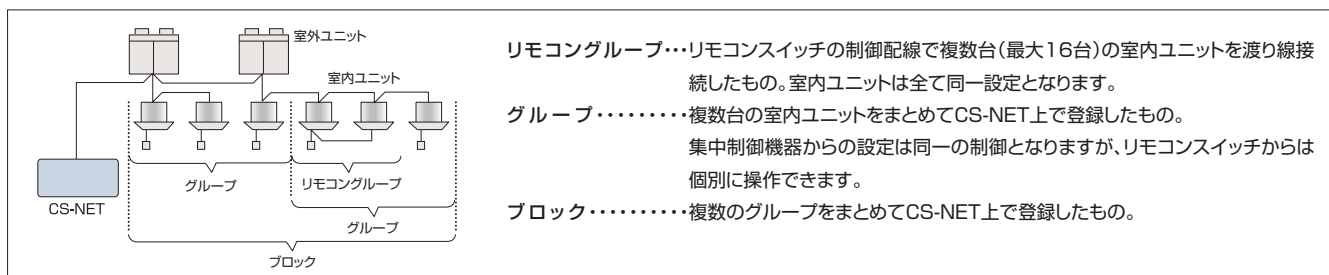 室外ユニット
室内ユニット
グループ
リモコングループ
CS-NET
グループ
ブロック
リモコングループ･･･リモコンスイッチの制御配線で複数台(最大16台)の室内ユニットを渡り線接
続したもの。室内ユニットは全て同一設定となります。
グループ･････････複数台の室内ユニットをまとめてCS-NET上で登録したもの。
集中制御機器からの設定は同一の制御となりますが、リモコンスイッチからは
個別に操作できます。
ブロック･･････････複数のグループをまとめてCS-NET上で登録したもの。